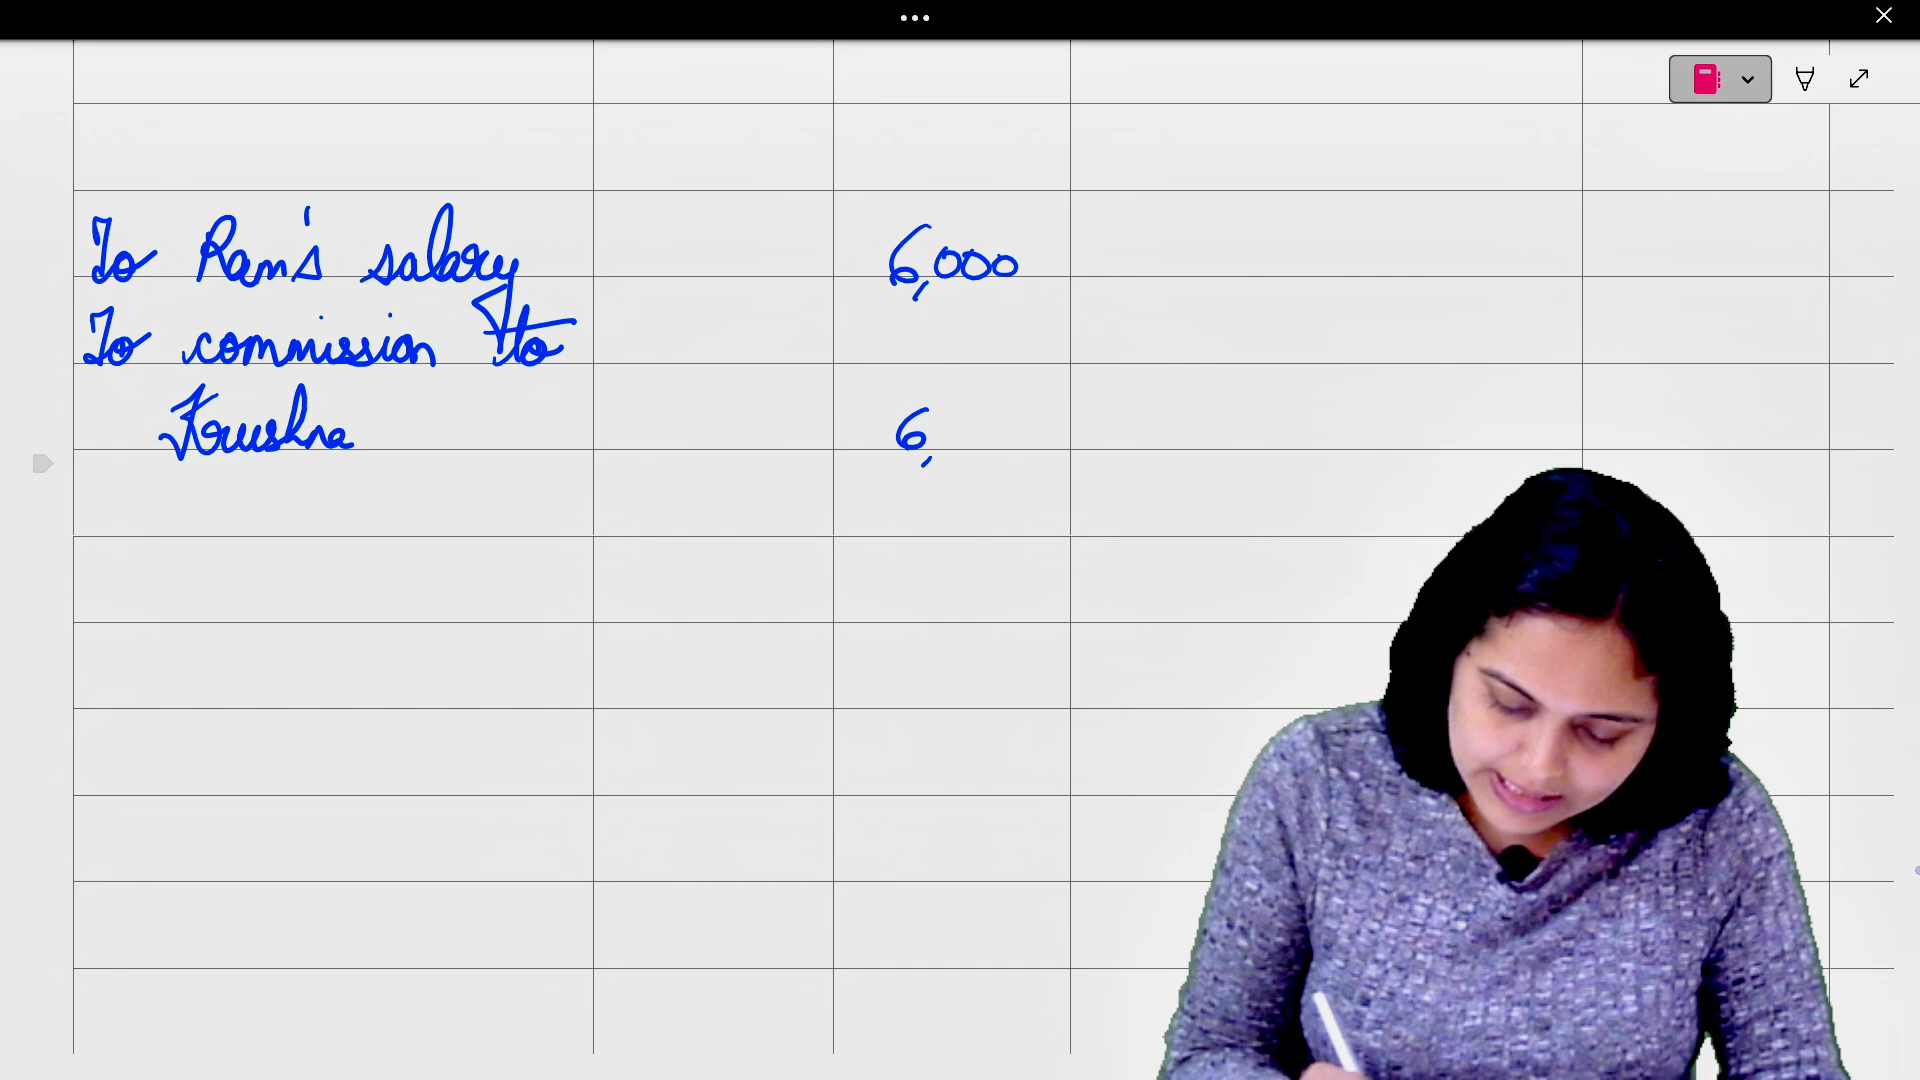 To Ram's salary 6,000
To commission to
Krushna 6,